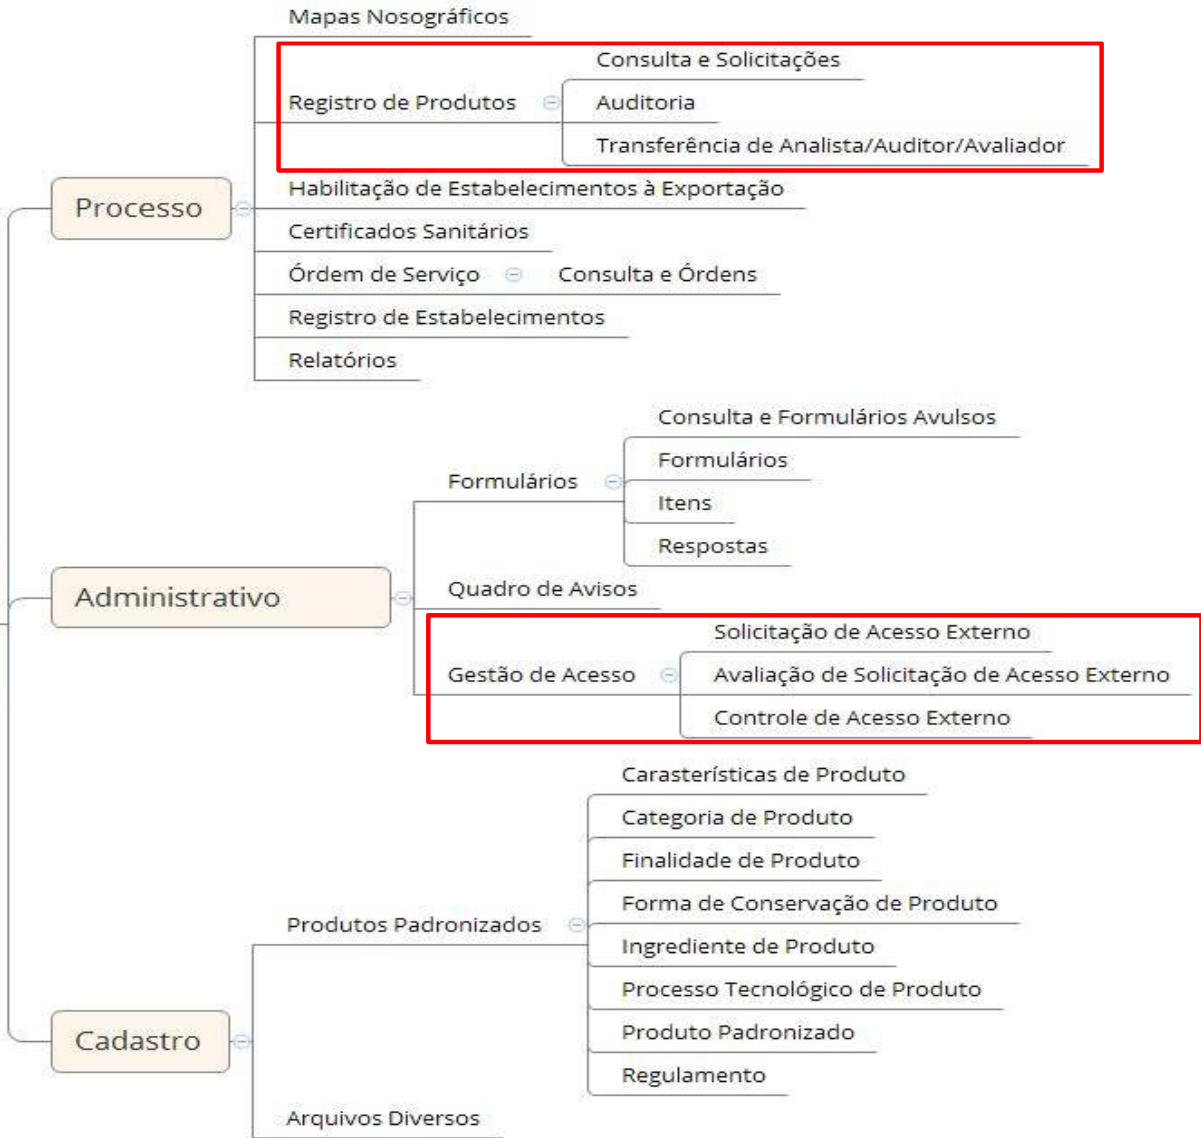 Mapas Nosográficos
Consulta e Solicitações
Registro de Produtos
Auditoria
Transferência de Analista/Auditor/Avaliador
Processo
Habilitação de Estabelecimentos à Exportação
Certificados Sanitários
Órdem de Serviço
Consulta e Órdens
Registro de Estabelecimentos
Relatórios
Consulta e Formulários Avulsos
Formulários
Formulários
Itens
Respostas
Administrativo
Quadro de Avisos
Solicitação de Acesso Externo
Gestão de Acesso
Avaliação de Solicitação de Acesso Externo
Controle de Acesso Externo
Carasterísticas de Produto
Categoria de Produto
Finalidade de Produto
Forma de Conservação de Produto
Produtos Padronizados
Ingrediente de Produto
Processo Tecnológico de Produto
Produto Padronizado
Cadastro
Regulamento
Arquivos Diversos